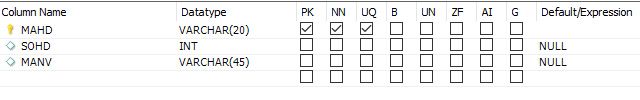 Column Name Datatype PK NN UQ B UN ZF AI G Default/Expression
MAHD VARCHAR(20)
SOHD INT NULL
MANV VARCHAR(45) NULL